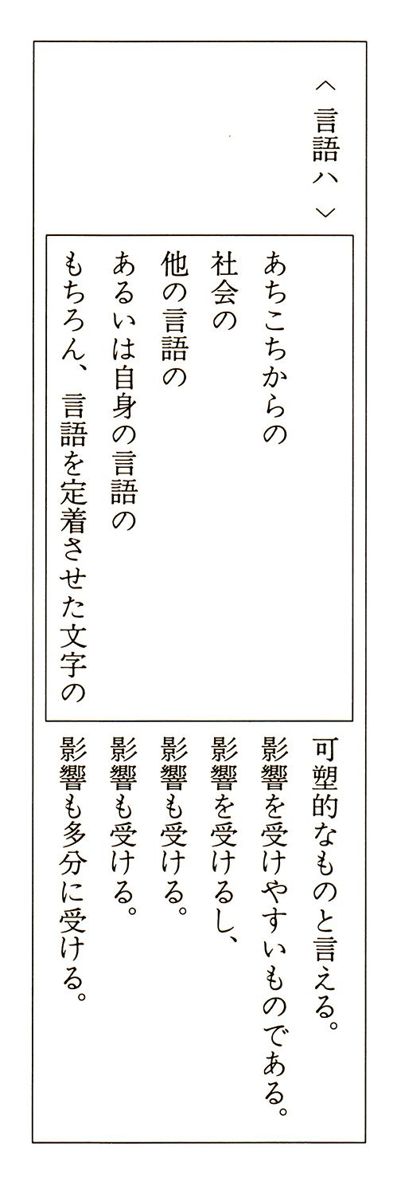 〈言語ハ〉可塑的なものと言える。
あちこちからの影響を受けやすいものである。
社会の影響を受けるし、
他の言語の影響も受ける。
あるいは自身の言語の影響も受ける。
もちろん、言語を定着させた文字の影響も多分に受ける。